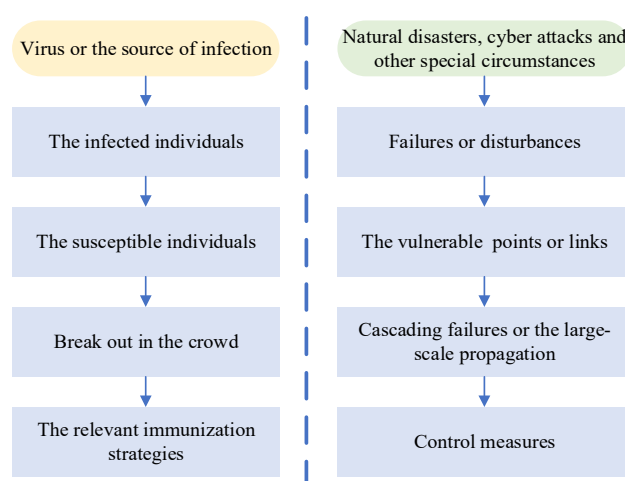 Virus or the source of infection
The infected individuals
The susceptible individuals
Break out in the crowd
The relevant immunization
strategies
Natural disasters, cyber attacks and
other special circumstances
Failures or disturbances
The vulnerable points or links
Cascading failures or the large-
scale propagation
Control measures